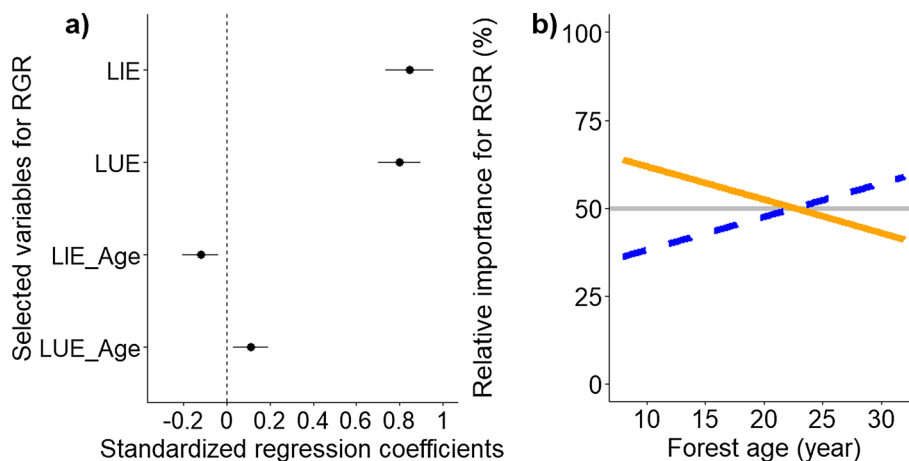 a)
Selected variables for RGR
LIE
LUE
LIE_Age
LUE_Age
-0.2 0 0.2 0.4 0.6 0.8 1
Standardized regression coefficients
b)
Relative importance for RGR (%)
100
75
50
25
0
10 15 20 25 30
Forest age (year)